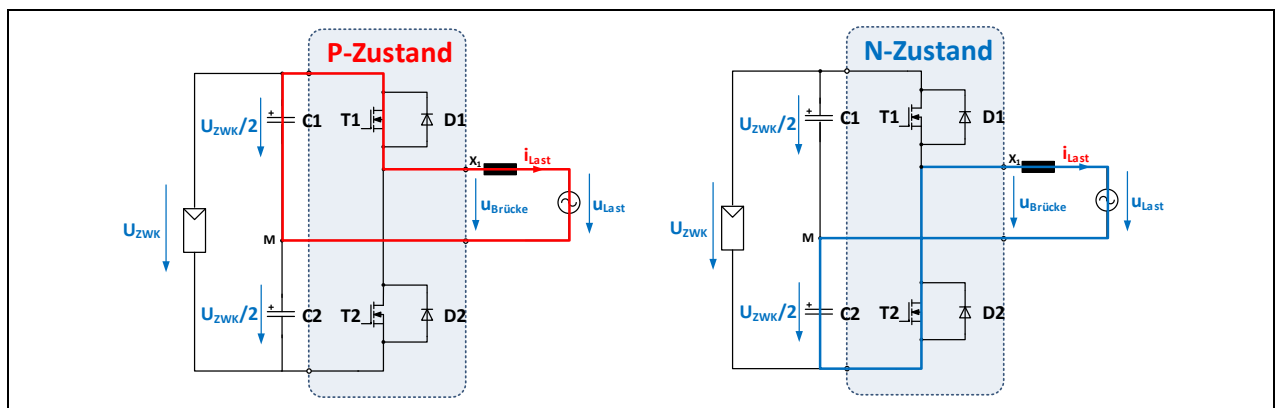 P-Zustand
U_ZWK/2
C1
T1
D1
X₁
i_Last
U_ZWK
u_Brücke
u_Last
M
U_ZWK/2
C2
T2
D2
N-Zustand
U_ZWK/2
C1
T1
D1
X₁
i_Last
U_ZWK
u_Brücke
u_Last
M
U_ZWK/2
C2
T2
D2